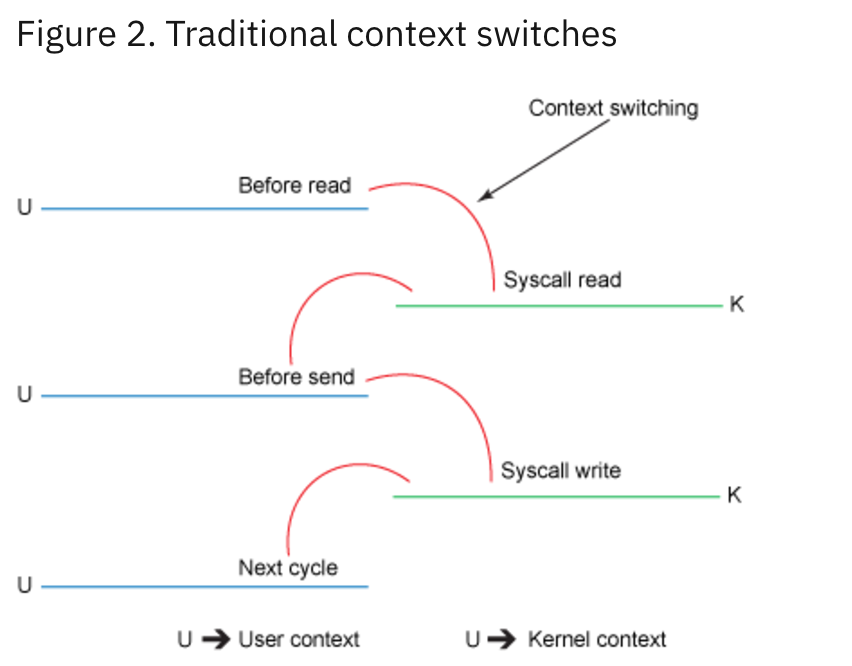 Figure 2. Traditional context switches
Context switching
Before read
U
Syscall read
K
Before send
U
Syscall write
K
Next cycle
U
U ➔ User context
U ➔ Kernel context